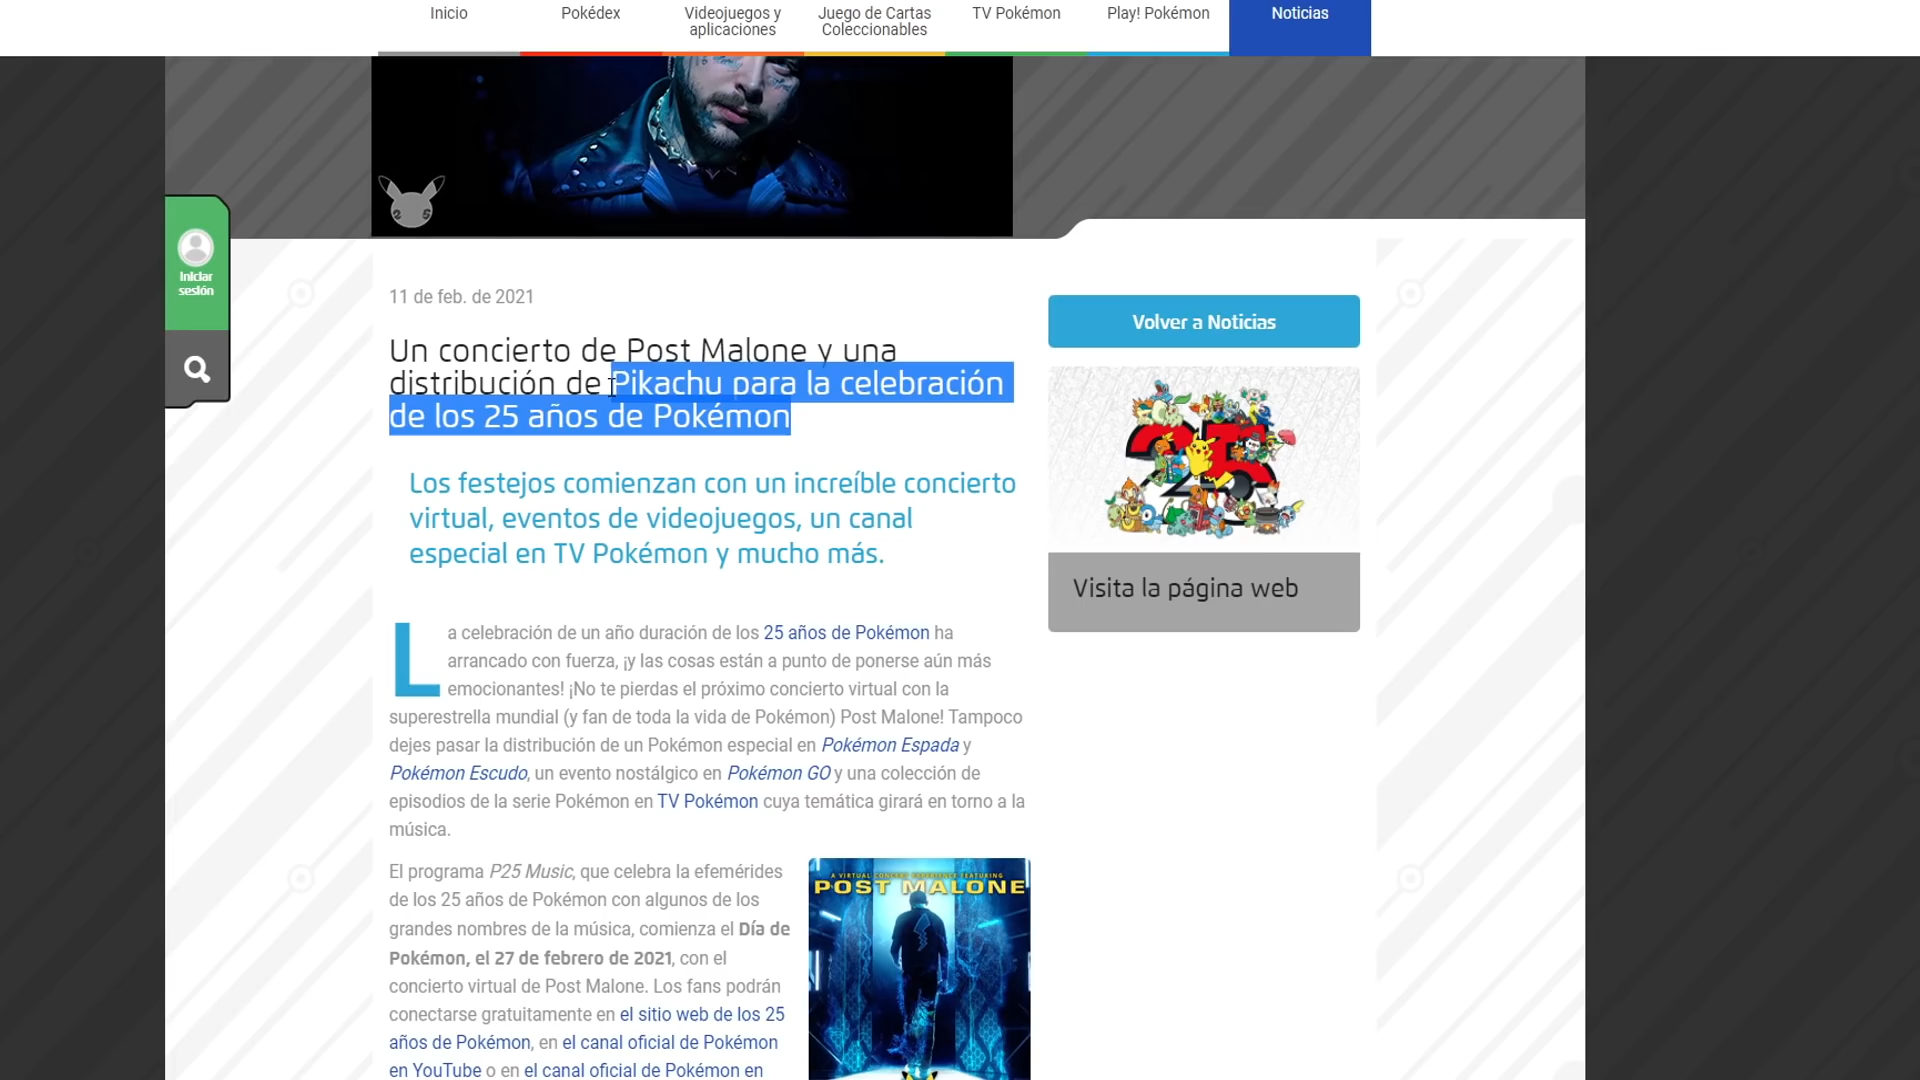 Inicio
Pokédex
Videojuegos y
aplicaciones
Juego de Cartas
Coleccionables
TV Pokémon
Play! Pokémon
Noticias
25
Iniciar
sesión
11 de feb. de 2021
Un concierto de Post Malone y una
distribución de Pikachu para la celebración
de los 25 años de Pokémon
Los festejos comienzan con un increíble concierto
virtual, eventos de videojuegos, un canal
especial en TV Pokémon y mucho más.
La celebración de un año duración de los 25 años de Pokémon ha
arrancado con fuerza, ¡y las cosas están a punto de ponerse aún más
emocionantes! ¡No te pierdas el próximo concierto virtual con la
superestrella mundial (y fan de toda la vida de Pokémon) Post Malone! Tampoco
dejes pasar la distribución de un Pokémon especial en Pokémon Espada y
Pokémon Escudo, un evento nostálgico en Pokémon GO y una colección de
episodios de la serie Pokémon en TV Pokémon cuya temática girará en torno a la
música.
El programa P25 Music, que celebra la efemérides
de los 25 años de Pokémon con algunos de los
grandes nombres de la música, comienza el Día de
Pokémon, el 27 de febrero de 2021, con el
concierto virtual de Post Malone. Los fans podrán
conectarse gratuitamente en el sitio web de los 25
años de Pokémon, en el canal oficial de Pokémon
en YouTube o en el canal oficial de Pokémon en
A VIRTUAL CONCERT EXPERIENCE FEATURING
POST MALONE
Volver a Noticias
25
Visita la página web